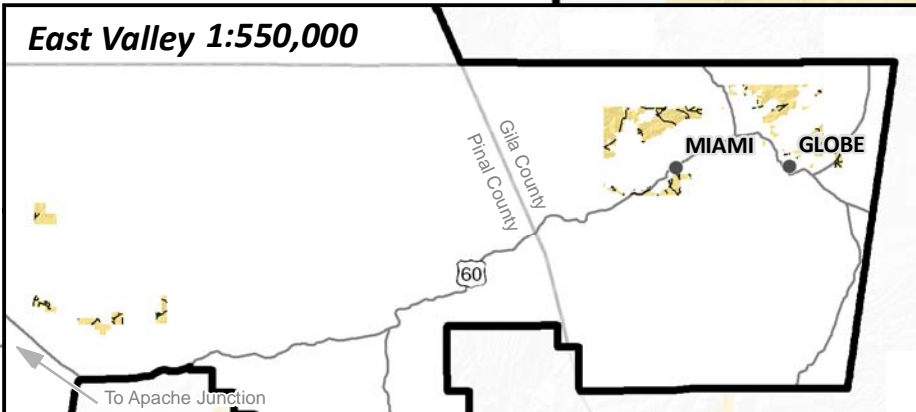 East Valley 1:550,000
Gila County
Pinal County
MIAMI
GLOBE
60
To Apache Junction